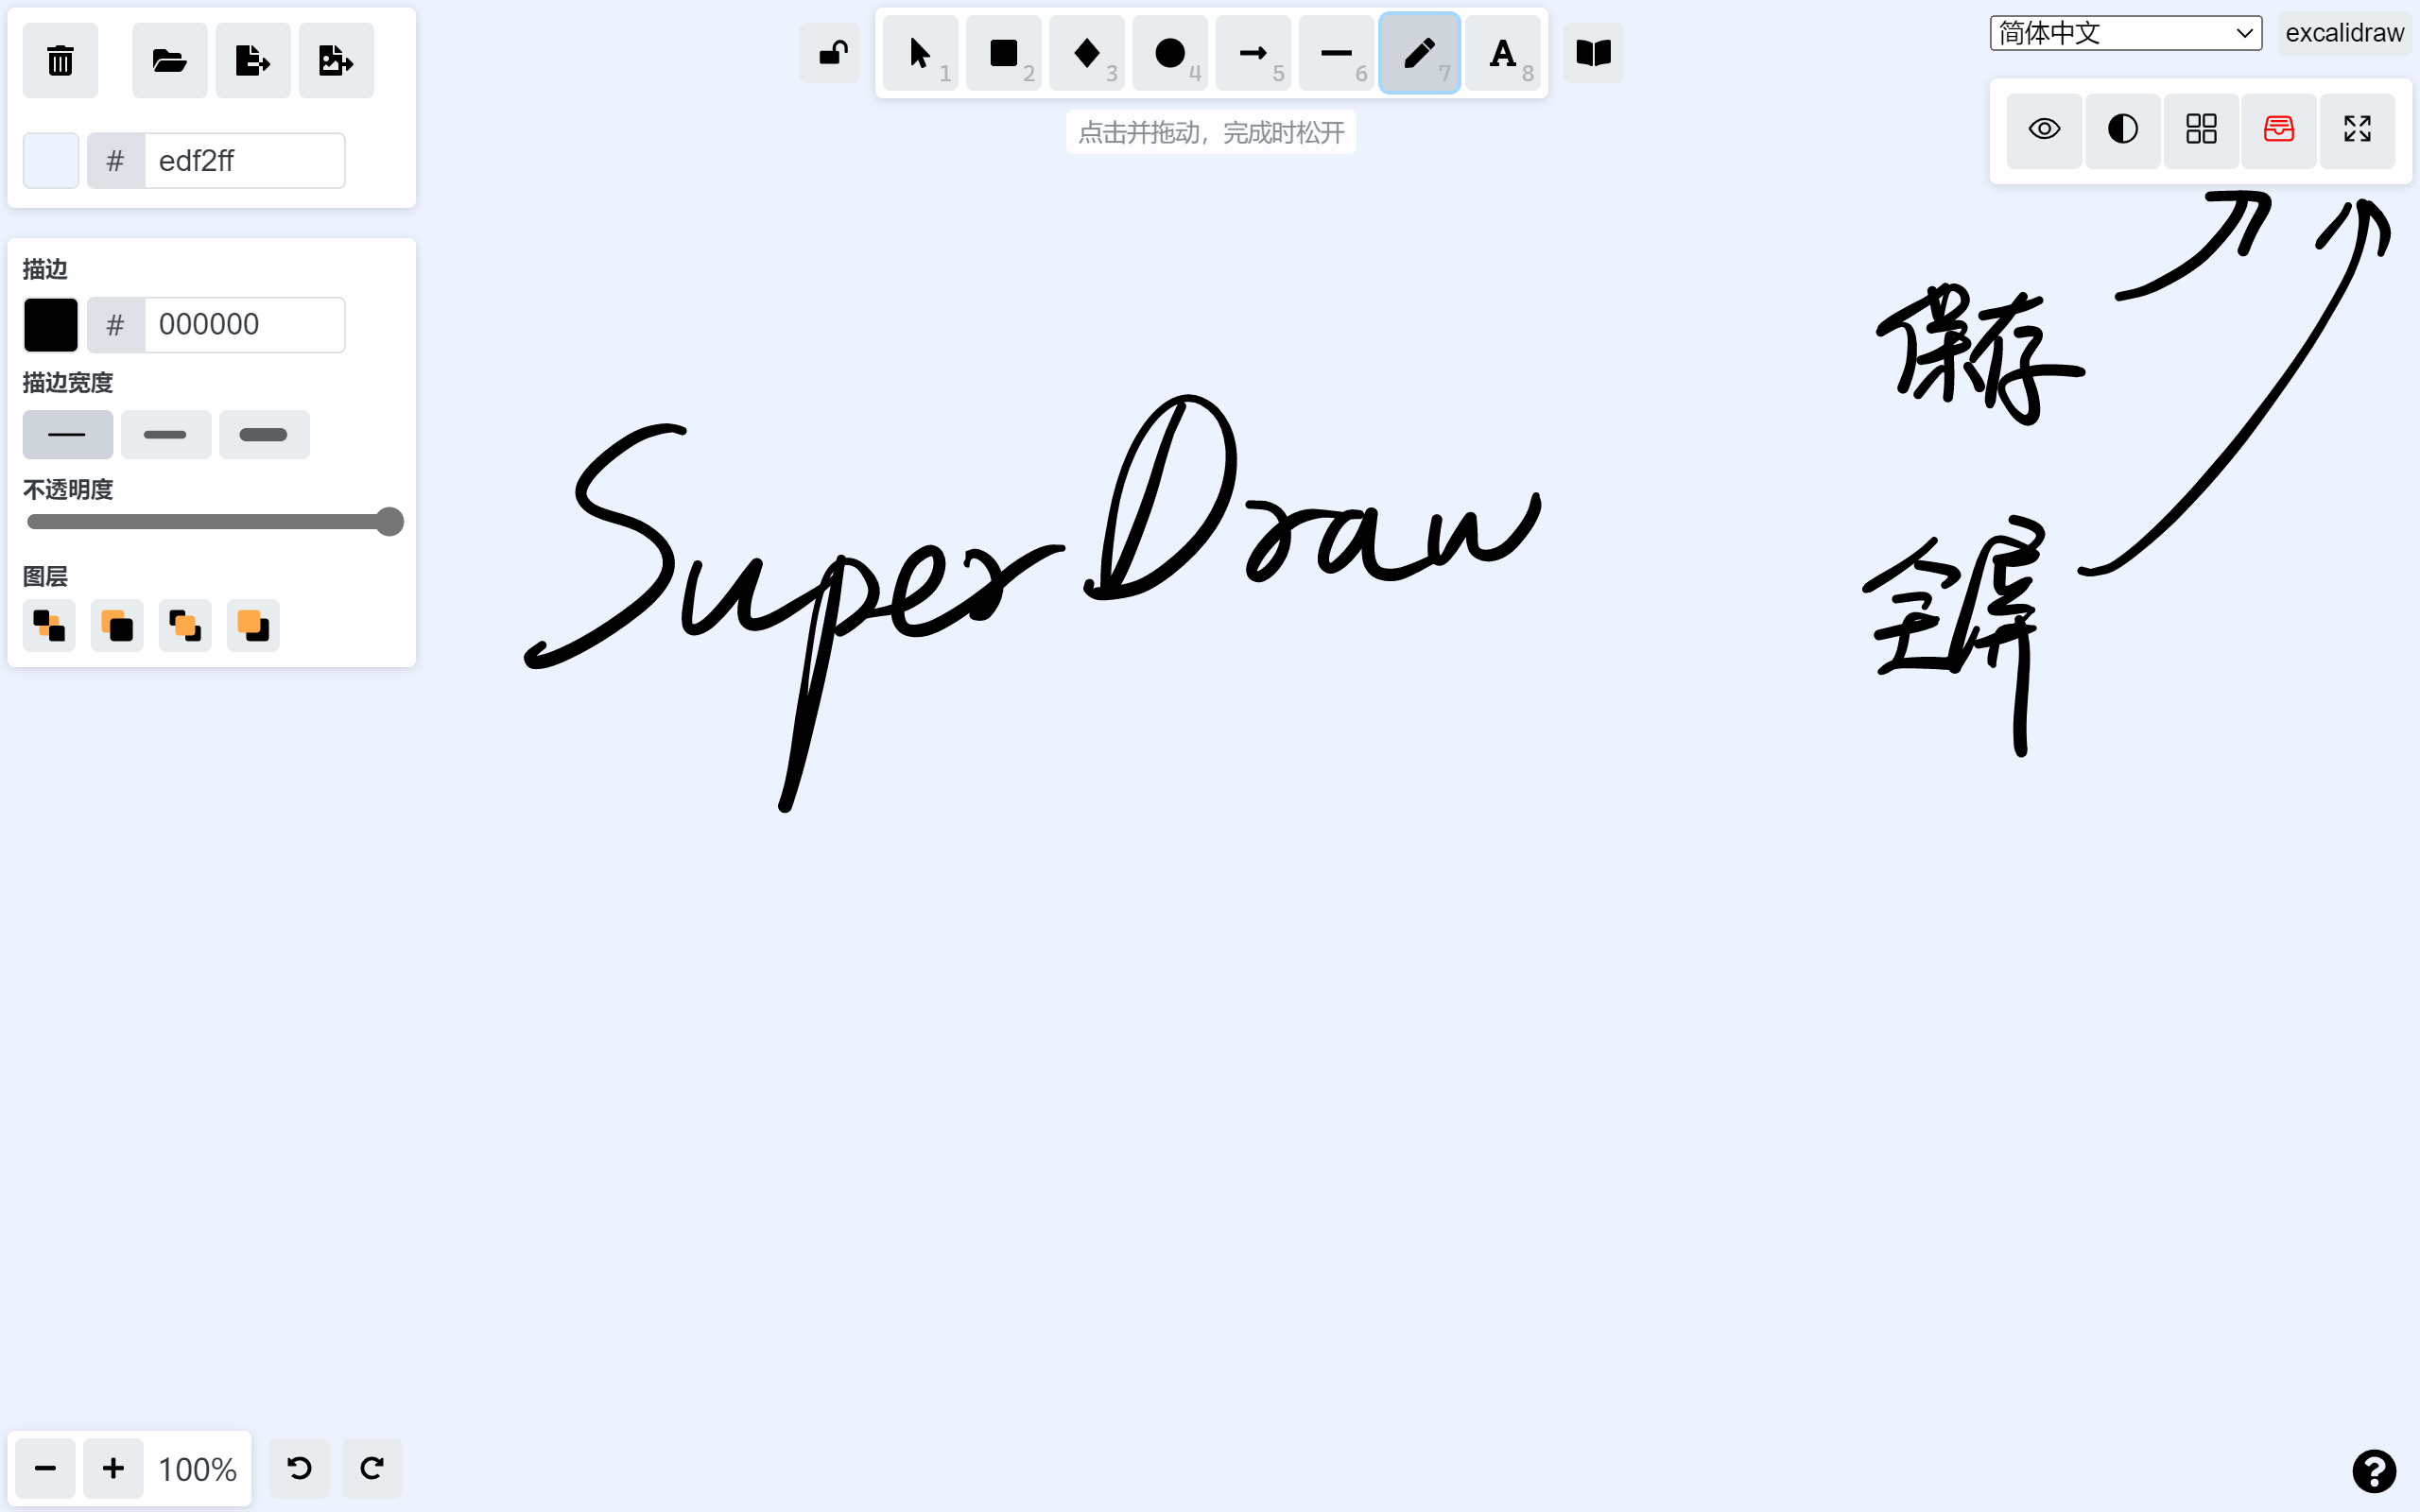 简体中文 excalidraw
1 2 3 4 5 6 7 A 8
点击并拖动，完成时松开
# edf2ff
描边
# 000000
描边宽度
不透明度
图层
保存
Super Draw
全屏
100%